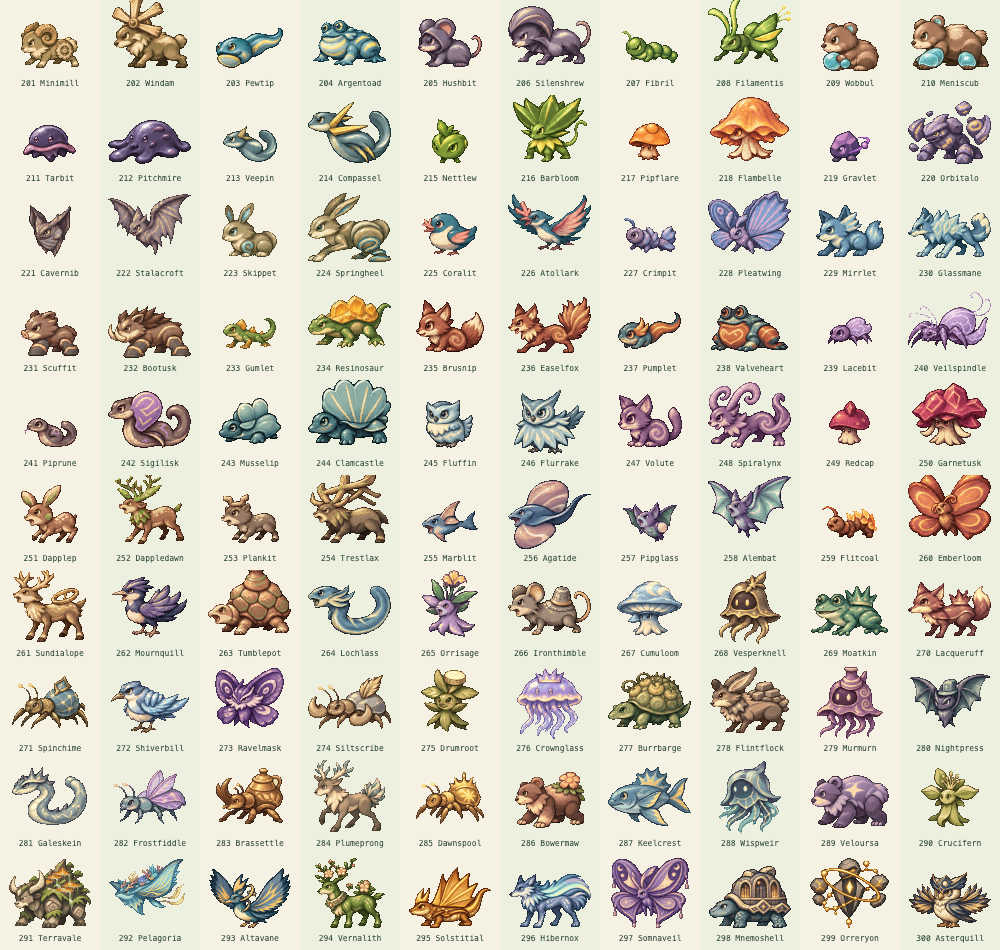 201 Minimill 202 Windam 203 Pewtip 204 Argentoad 205 Hushbit 206 Silenshrew 207 Fibril 208 Filamentis 209 Wobbul 210 Meniscub
211 Tarbit 212 Pitchmire 213 Veepin 214 Compassel 215 Nettlew 216 Barbloom 217 Pipflare 218 Flambelle 219 Gravlet 220 Orbitalo
221 Cavernib 222 Stalacroft 223 Skippet 224 Springheel 225 Coralit 226 Atollark 227 Crimpit 228 Pleatwing 229 Mirrlet 230 Glassmane
231 Scuffit 232 Bootusk 233 Gumlet 234 Resinosaur 235 Brusnip 236 Easelfox 237 Pumplet 238 Valveheart 239 Lacebit 240 Veilspindle
241 Piprune 242 Sigilisk 243 Musselip 244 Clamcastle 245 Fluffin 246 Flurrake 247 Volute 248 Spiralynx 249 Redcap 250 Garnetusk
251 Dapplep 252 Dappledawn 253 Plankit 254 Trestlax 255 Marblit 256 Agatide 257 Pipglass 258 Alembat 259 Flitcoal 260 Emberloom
261 Sundialope 262 Mournquill 263 Tumblepot 264 Lochlass 265 Orrisage 266 Ironthimble 267 Cumuloom 268 Vesperknell 269 Moatkin 270 Lacqueruff
271 Spinchime 272 Shiverbill 273 Ravelmask 274 Siltscribe 275 Drumroot 276 Crownglass 277 Burrbarge 278 Flintflock 279 Murmurn 280 Nightpress
281 Galeskein 282 Frostfiddle 283 Brassettle 284 Plumeprong 285 Dawnspool 286 Bowermaw 287 Keelcrest 288 Wispweir 289 Veloursa 290 Crucifern
291 Terravale 292 Pelagoria 293 Altavane 294 Vernalith 295 Solstitial 296 Hibernox 297 Somnaveil 298 Mnemoshell 299 Orreryon 300 Asterquill